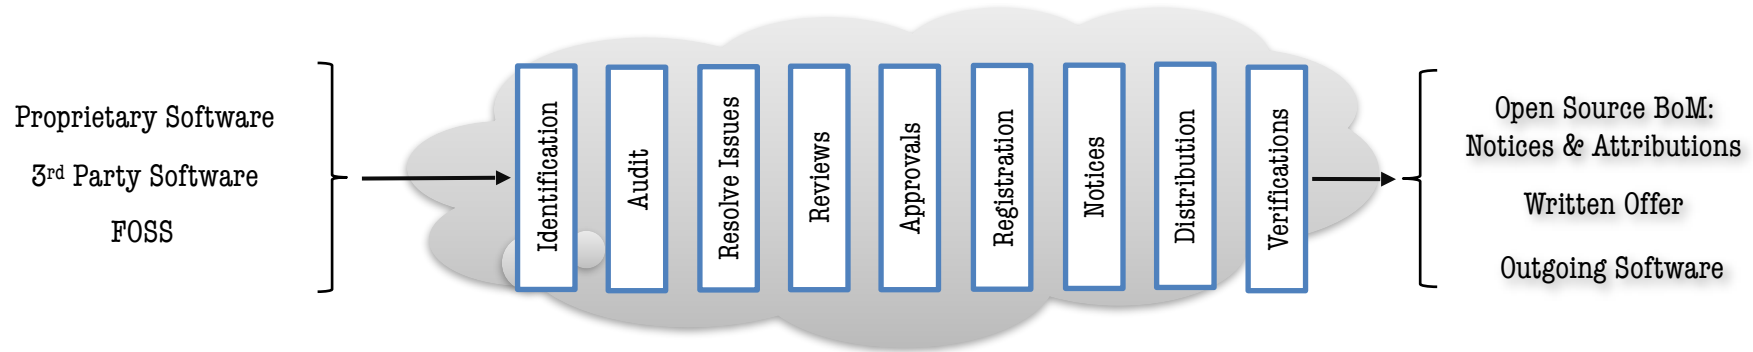 Proprietary Software
3rd Party Software
FOSS
Identification
Audit
Resolve Issues
Reviews
Approvals
Registration
Notices
Distribution
Verifications
Open Source BoM:
Notices & Attributions
Written Offer
Outgoing Software